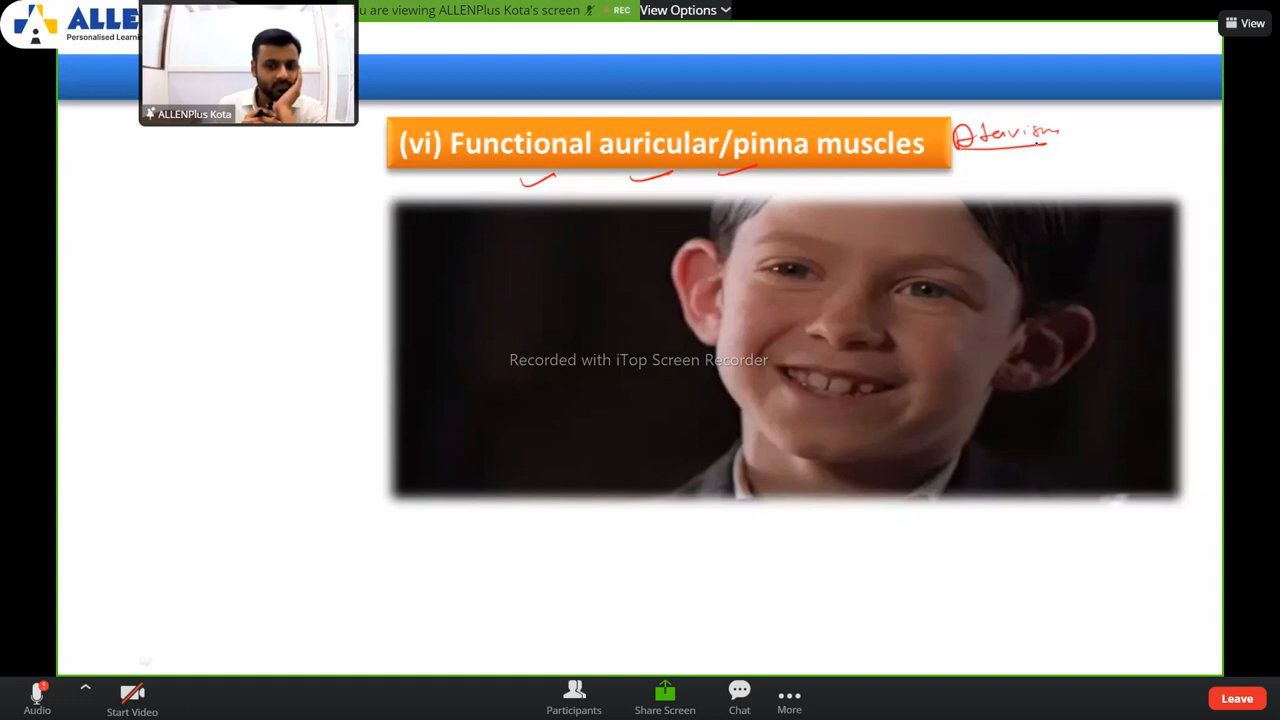 ALLE
Personalised Learni
u are viewing ALLENPlus Kota's screen
REC
View Options
View
ALLENPlus Kota
(vi) Functional auricular/pinna muscles
Atavism
Recorded with iTop Screen Recorder
Audio
Start Video
Participants
Share Screen
Chat
More
Leave